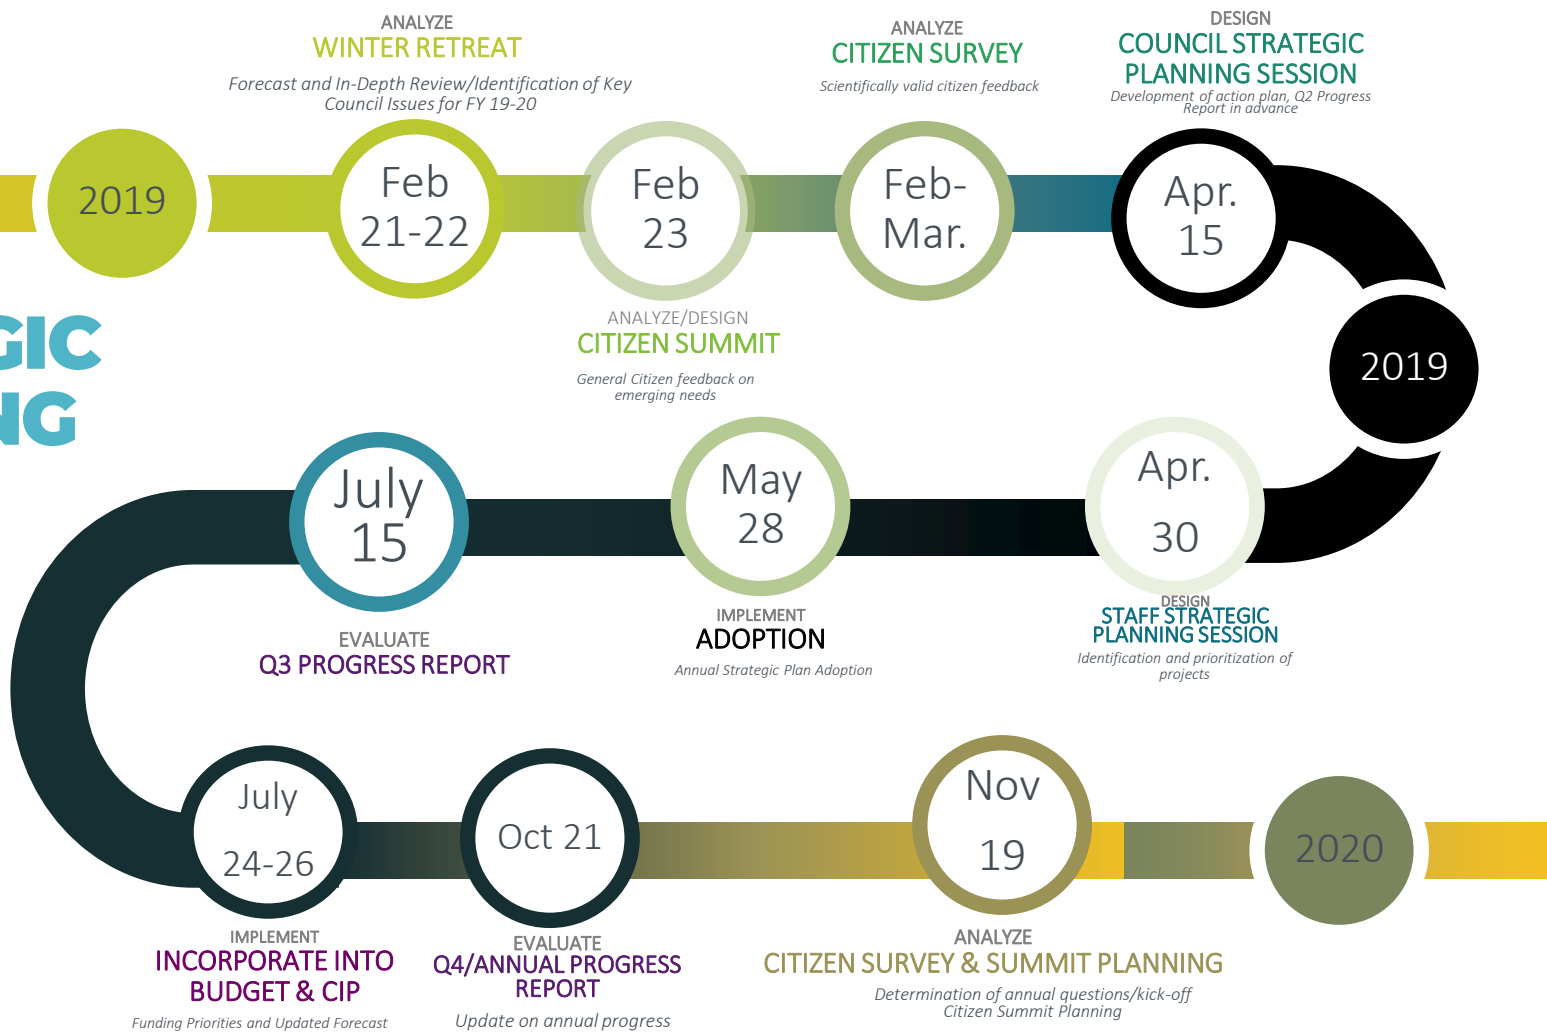 ANALYZE
WINTER RETREAT
Forecast and In-Depth Review/Identification of Key
Council Issues for FY 19-20
ANALYZE
CITIZEN SURVEY
Scientifically valid citizen feedback
DESIGN
COUNCIL STRATEGIC
PLANNING SESSION
Development of action plan, Q2 Progress
Report in advance
2019
Feb
21-22
Feb
23
Feb-
Mar.
Apr.
15
ANALYZE/DESIGN
CITIZEN SUMMIT
General Citizen feedback on
emerging needs
GIC
NG
2019
July
15
May
28
Apr.
30
EVALUATE
Q3 PROGRESS REPORT
IMPLEMENT
ADOPTION
Annual Strategic Plan Adoption
DESIGN
STAFF STRATEGIC
PLANNING SESSION
Identification and prioritization of
projects
July
24-26
Oct 21
Nov
19
2020
IMPLEMENT
INCORPORATE INTO
BUDGET & CIP
Funding Priorities and Updated Forecast
EVALUATE
Q4/ANNUAL PROGRESS
REPORT
Update on annual progress
ANALYZE
CITIZEN SURVEY & SUMMIT PLANNING
Determination of annual questions/kick-off
Citizen Summit Planning